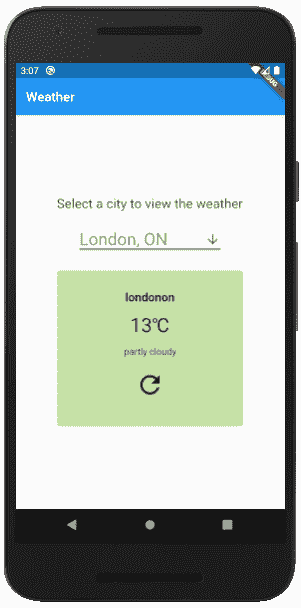 3:07
DEBUG
Weather
Select a city to view the weather
London, ON
londonon
13℃
partly cloudy